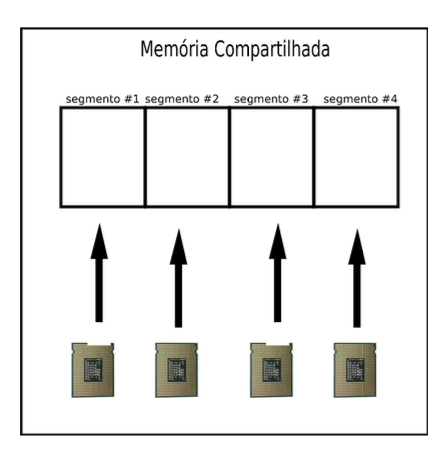 Memória Compartilhada
segmento #1 segmento #2 segmento #3 segmento #4